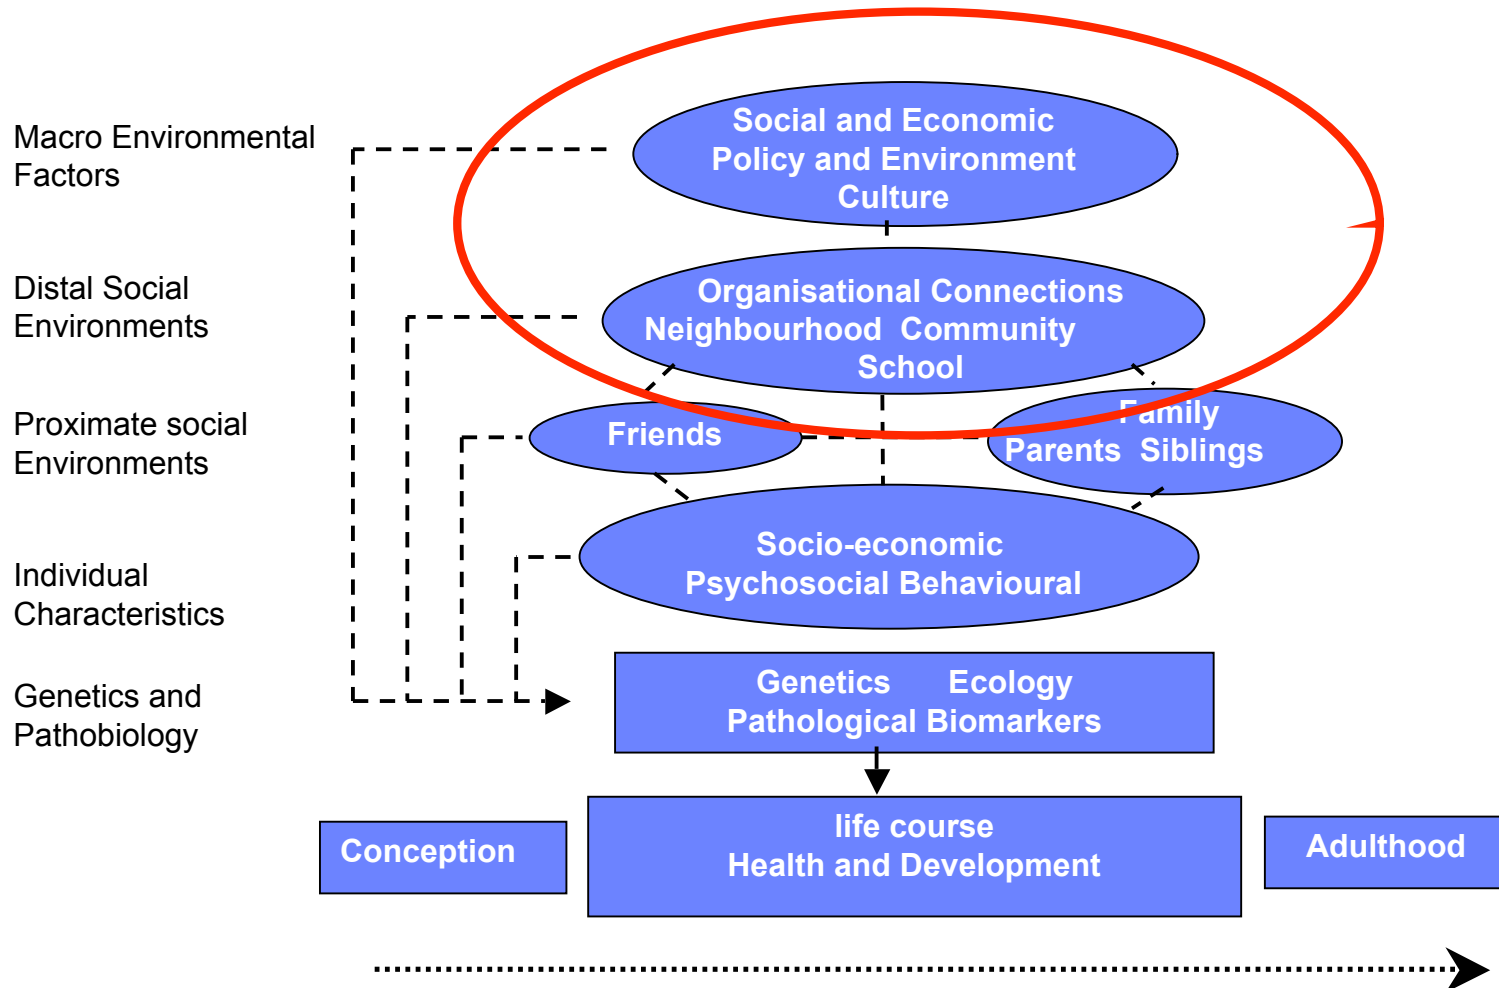 Macro Environmental
Factors
Social and Economic
Policy and Environment
Culture
Distal Social
Environments
Organisational Connections
Neighbourhood Community
School
Proximate social
Environments
Friends
Family
Parents Siblings
Individual
Characteristics
Socio-economic
Psychosocial Behavioural
Genetics and
Pathobiology
Genetics Ecology
Pathological Biomarkers
Conception
life course
Health and Development
Adulthood